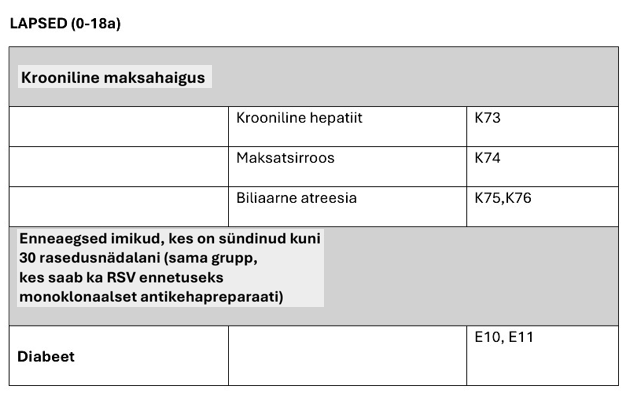 LAPSED (0-18a)
Krooniline maksahaigus
Krooniline hepatiit K73
Maksatsirroos K74
Biliaarne atreesia K75,K76
Enneaegsed imikud, kes on sündinud kuni
30 rasedusnädalani (sama grupp,
kes saab ka RSV ennetuseks
monoklonaalset antikehapreparaati)
Diabeet E10, E11